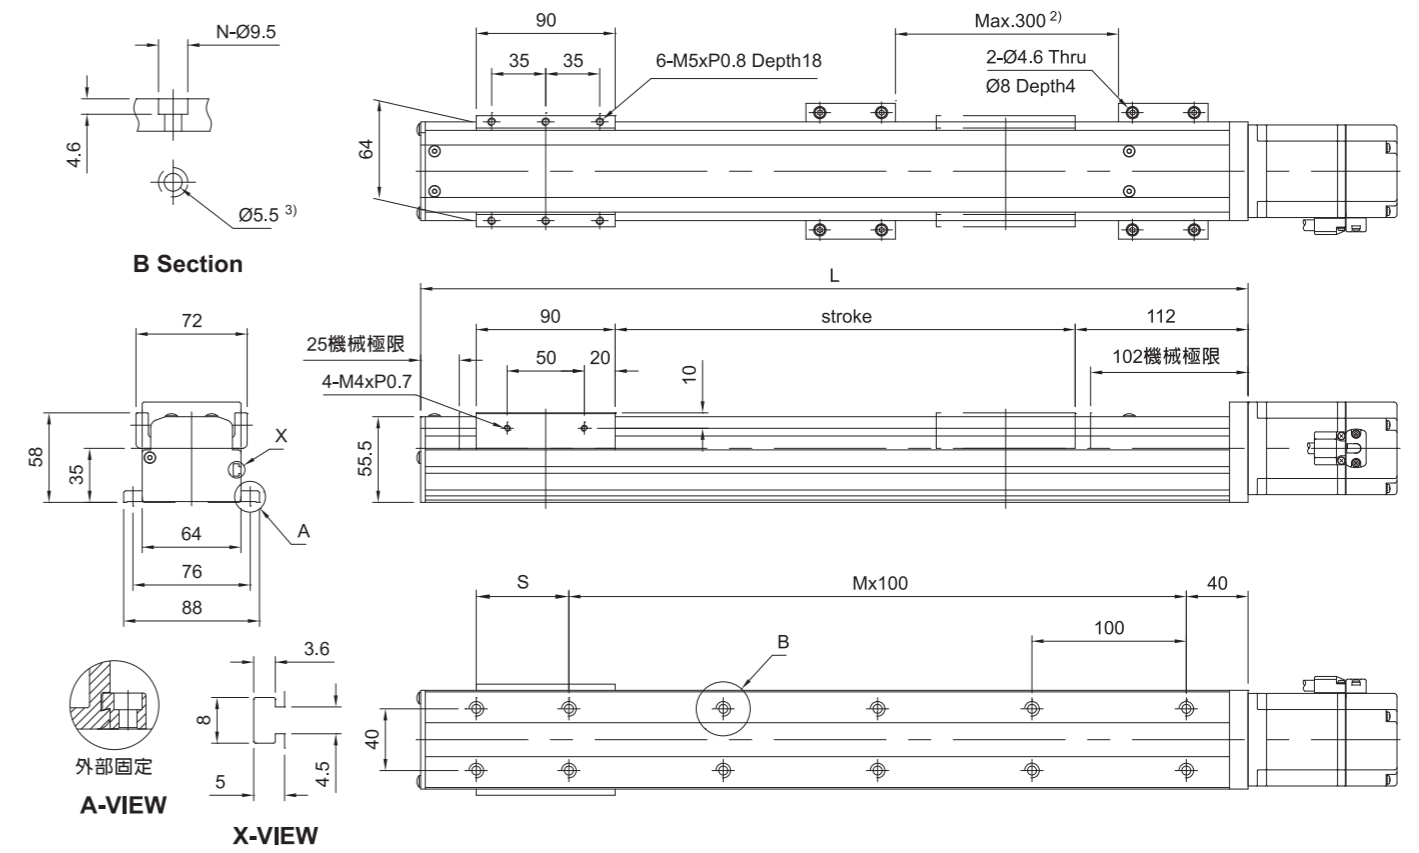 N-Ø9.5
4.6
Ø5.5 3)
B Section
90
35
35
6-M5xP0.8 Depth18
Max.300 2)
2-Ø4.6 Thru
Ø8 Depth4
64
L
90
stroke
112
25機械極限
50
20
10
102機械極限
4-M4xP0.7
55.5
72
58
35
X
A
64
76
88
S
Mx100
40
100
B
40
外部固定
A-VIEW
3.6
8
4.5
5
X-VIEW